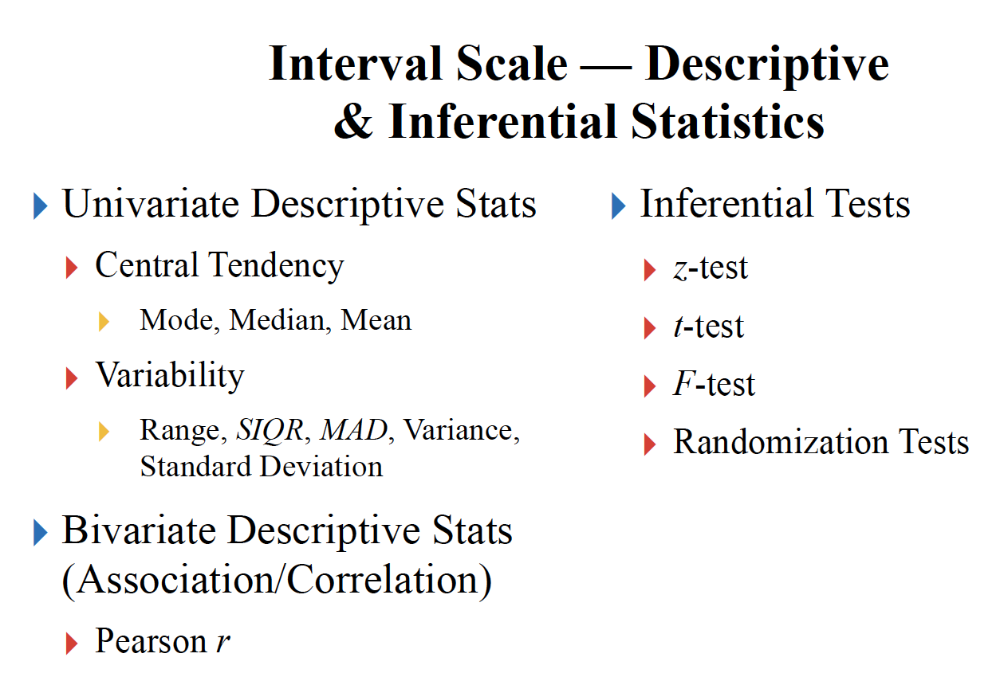 Interval Scale — Descriptive
& Inferential Statistics
Univariate Descriptive Stats
Central Tendency
Mode, Median, Mean
Variability
Range, SIQR, MAD, Variance,
Standard Deviation
Bivariate Descriptive Stats
(Association/Correlation)
Pearson r
Inferential Tests
z-test
t-test
F-test
Randomization Tests